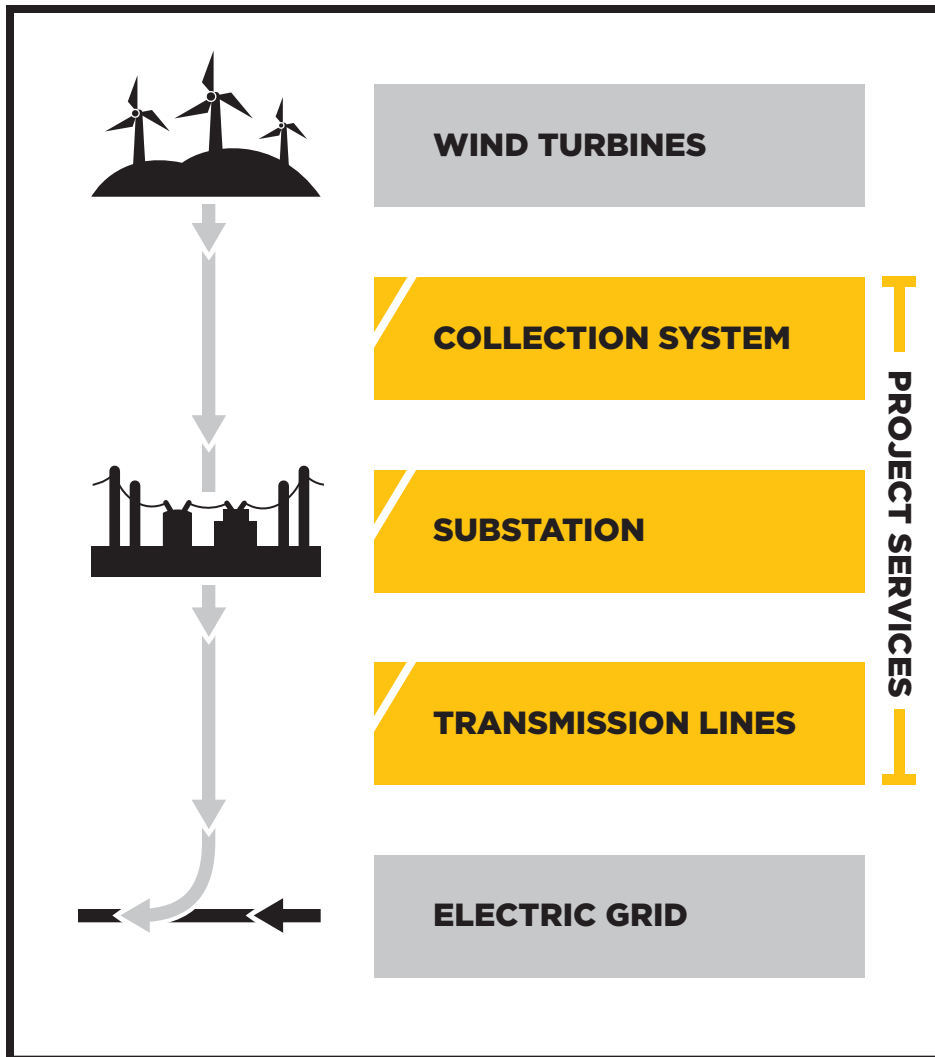 WIND TURBINES
COLLECTION SYSTEM
SUBSTATION
TRANSMISSION LINES
ELECTRIC GRID
PROJECT SERVICES